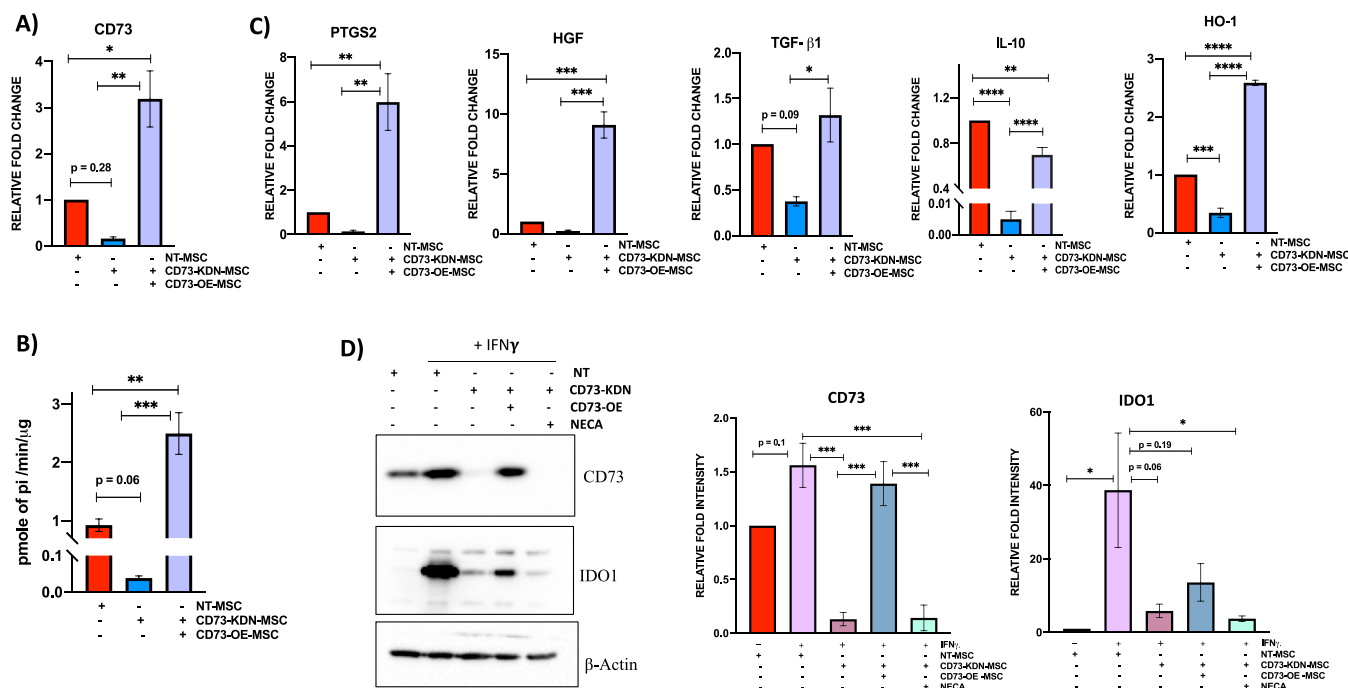 A)
CD73
RELATIVE FOLD CHANGE
4
3
2
1
0
*
**
p = 0.28
+ - - NT-MSC
- + + CD73-KDN-MSC
- - + CD73-OE-MSC
C)
PTGS2
RELATIVE FOLD CHANGE
8
6
4
2
0
**
**
+ - - NT-MSC
- + + CD73-KDN-MSC
- - + CD73-OE-MSC
HGF
RELATIVE FOLD CHANGE
15
10
5
0
***
***
+ - - NT-MSC
- + + CD73-KDN-MSC
- - + CD73-OE-MSC
TGF- β1
RELATIVE FOLD CHANGE
2.0
1.5
1.0
0.5
0.0
*
p = 0.09
+ - - NT-MSC
- + + CD73-KDN-MSC
- - + CD73-OE-MSC
IL-10
RELATIVE FOLD CHANGE
1.0
0.8
0.6
0.4
0.01
0.00
**
****
****
+ - - NT-MSC
- + + CD73-KDN-MSC
- - + CD73-OE-MSC
HO-1
RELATIVE FOLD CHANGE
4
3
2
1
0
****
****
***
+ - - NT-MSC
- + + CD73-KDN-MSC
- - + CD73-OE-MSC
B)
pmole of pi /min/µg
3
2
1
0.1
0.0
**
***
p = 0.06
+ - - NT-MSC
- + + CD73-KDN-MSC
- - + CD73-OE-MSC
D)
+ IFNγ
+ + - - - NT
- - + + + CD73-KDN
- - - + - CD73-OE
- - - - + NECA
CD73
IDO1
β-Actin
CD73
RELATIVE FOLD INTENSITY
2.0
1.5
1.0
0.5
0.0
p = 0.1
***
***
***
***
– + + + + IFNγ.
+ + - - - NT-MSC
- - + + + CD73-KDN-MSC
- - - + - CD73-OE -MSC
- - - - + NECA
IDO1
RELATIVE FOLD INTENSITY
60
40
20
0
*
p = 0.19
p = 0.06
*
– + + + + IFNγ.
+ + - - - NT-MSC
- - + + + CD73-KDN-MSC
- - - + - CD73-OE -MSC
- - - - + NECA